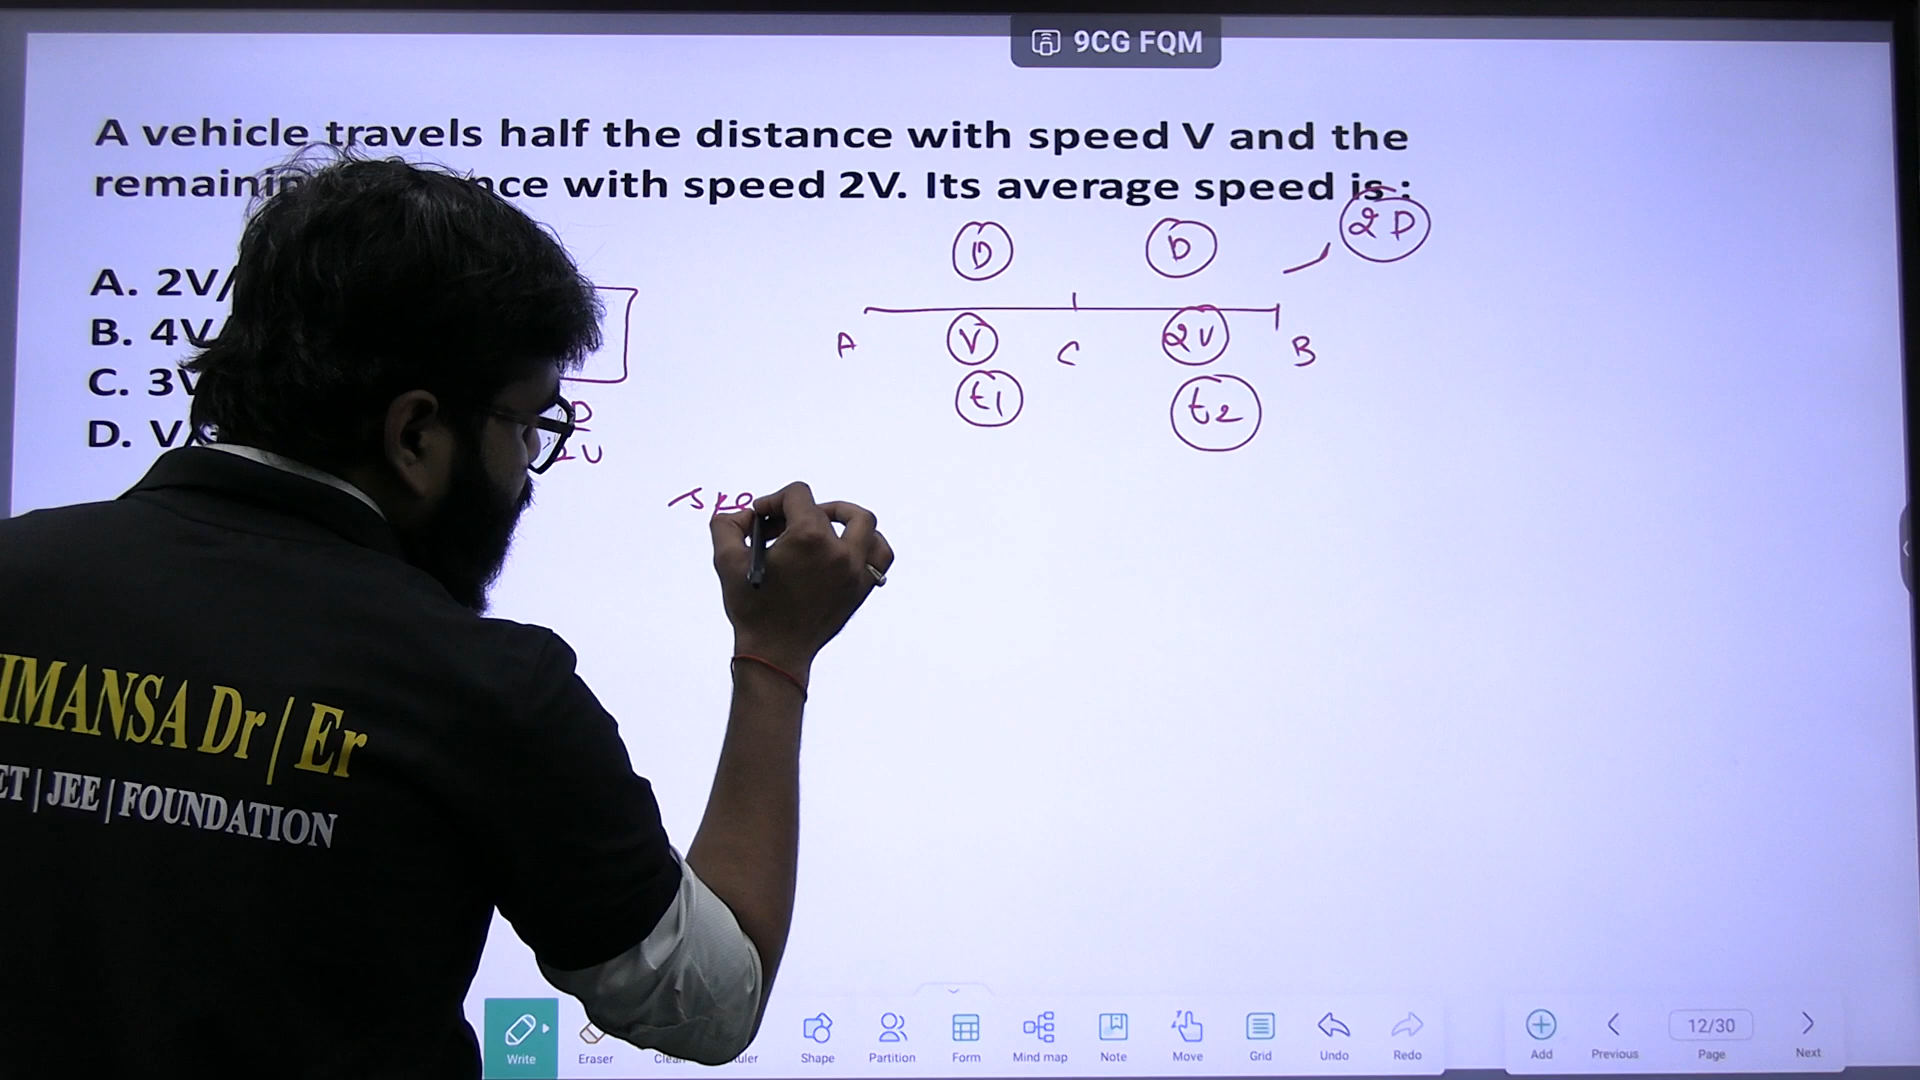 9CG FQM
A vehicle travels half the distance with speed V and the
with speed 2V. Its average speed is :
2D
D D
A. 2V/
B. 4V
C. 3V
D. V/
A V C 2V B
t1 t2
D
2V
spe
IMANSA Dr | Er
ET | JEE | FOUNDATION
Write Eraser Shape Partition Form Mind map Note Move Grid Undo Redo Add Previous 12/30 Page Next